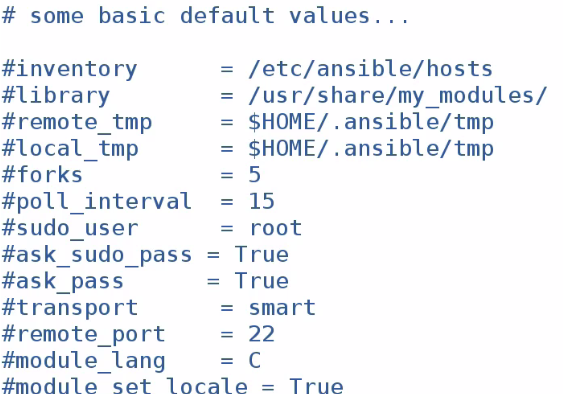 # some basic default values...
#inventory      = /etc/ansible/hosts
#library        = /usr/share/my_modules/
#remote_tmp     = $HOME/.ansible/tmp
#local_tmp      = $HOME/.ansible/tmp
#forks          = 5
#poll_interval  = 15
#sudo_user      = root
#ask_sudo_pass = True
#ask_pass      = True
#transport      = smart
#remote_port    = 22
#module_lang    = C
#module_set_locale = True